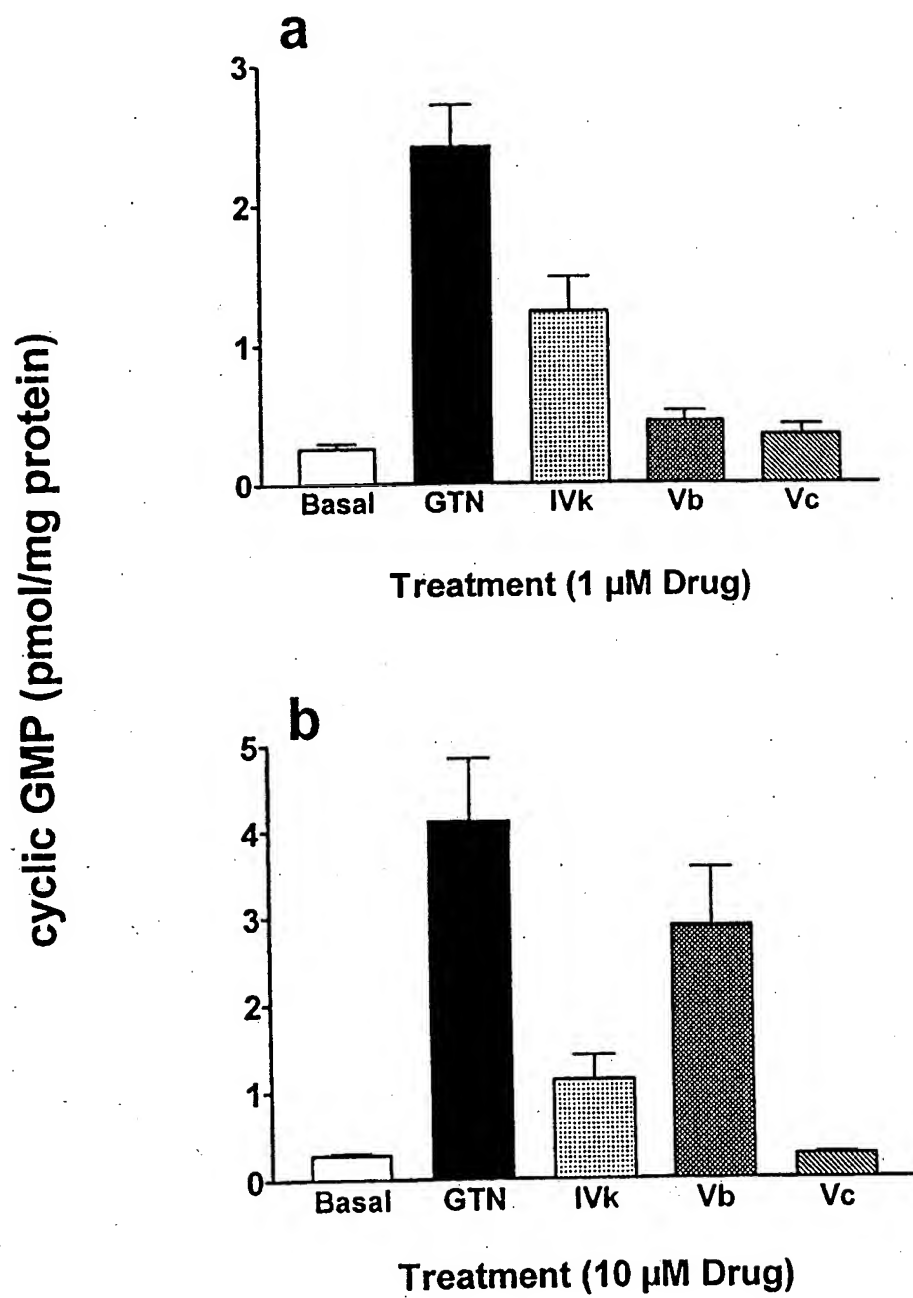 a
cyclic GMP (pmol/mg protein)
3
2
1
0
Basal GTN IVk Vb Vc
Treatment (1 µM Drug)
b
5
4
3
2
1
0
Basal GTN IVk Vb Vc
Treatment (10 µM Drug)